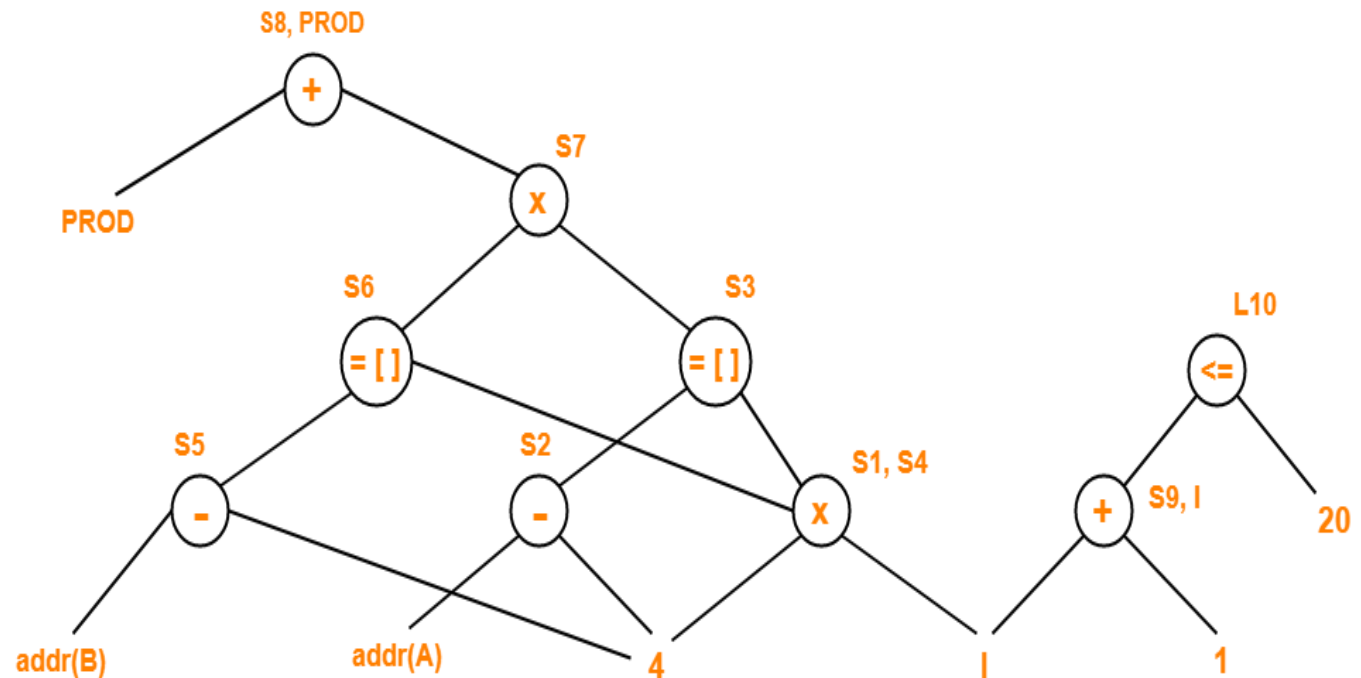 S8, PROD
+
S7
PROD
x
S6
S3
L10
= [ ]
= [ ]
<=
S5
S2
S1, S4
S9, I
-
-
x
+
20
addr(B)
addr(A)
4
I
1